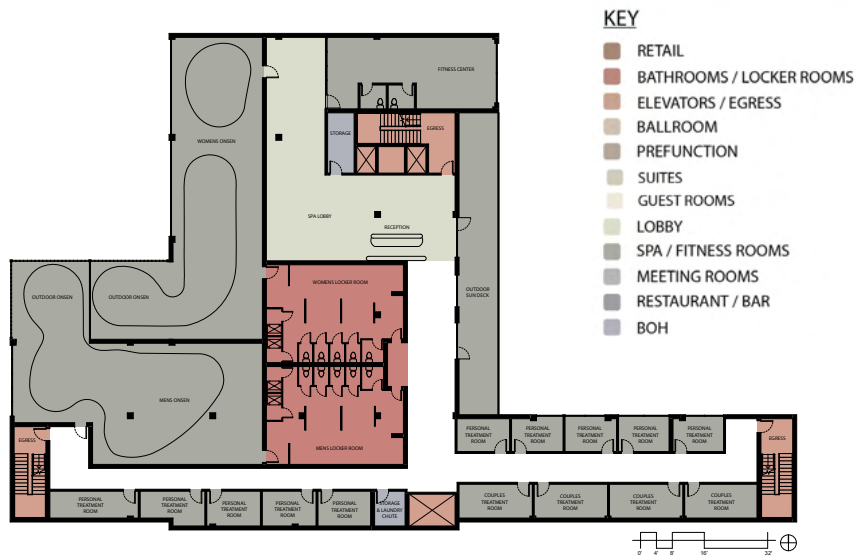 KEY
RETAIL
BATHROOMS / LOCKER ROOMS
ELEVATORS / EGRESS
BALLROOM
PREFUNCTION
SUITES
GUEST ROOMS
LOBBY
SPA / FITNESS ROOMS
MEETING ROOMS
RESTAURANT / BAR
BOH
FITNESS CENTER
STORAGE
EGRESS
WOMENS ONSEN
SPA LOBBY
RECEPTION
OUTDOOR ONSEN
OUTDOOR ONSEN
WOMENS LOCKER ROOM
OUTDOOR
SUN DECK
MENS ONSEN
MENS LOCKER ROOM
EGRESS
PERSONAL
TREATMENT
ROOM
PERSONAL
TREATMENT
ROOM
PERSONAL
TREATMENT
ROOM
PERSONAL
TREATMENT
ROOM
PERSONAL
TREATMENT
ROOM
EGRESS
PERSONAL
TREATMENT
ROOM
PERSONAL
TREATMENT
ROOM
PERSONAL
TREATMENT
ROOM
PERSONAL
TREATMENT
ROOM
PERSONAL
TREATMENT
ROOM
STORAGE
& LAUNDRY
CHUTE
COUPLES
TREATMENT
ROOM
COUPLES
TREATMENT
ROOM
COUPLES
TREATMENT
ROOM
COUPLES
TREATMENT
ROOM
0' 4' 8' 16' 32'